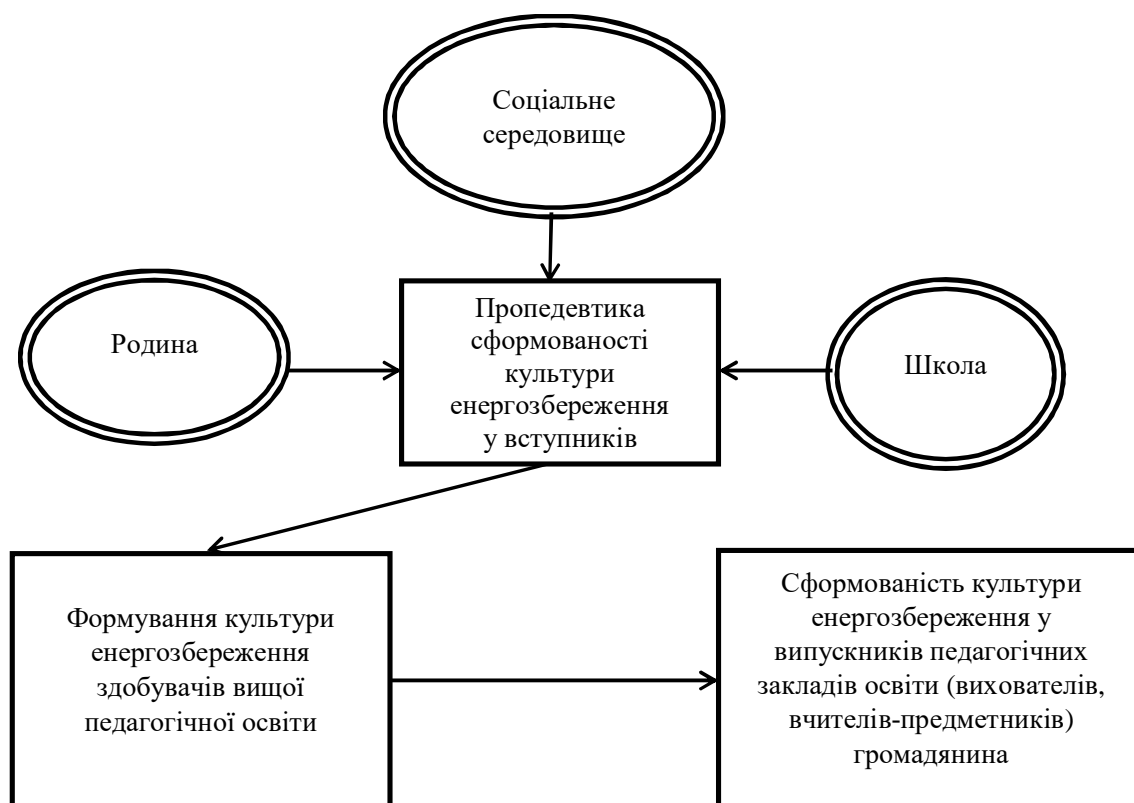 Соціальне
середовище
Родина
Пропедевтика
сформованості
культури
енергозбереження
у вступників
Школа
Формування культури
енергозбереження
здобувачів вищої
педагогічної освіти
Сформованість культури
енергозбереження у
випускників педагогічних
закладів освіти (вихователів,
вчителів-предметників)
громадянина